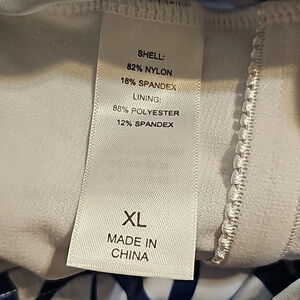 SHELL:
82% NYLON
18% SPANDEX
LINING:
88% POLYESTER
12% SPANDEX
XL
MADE IN
CHINA